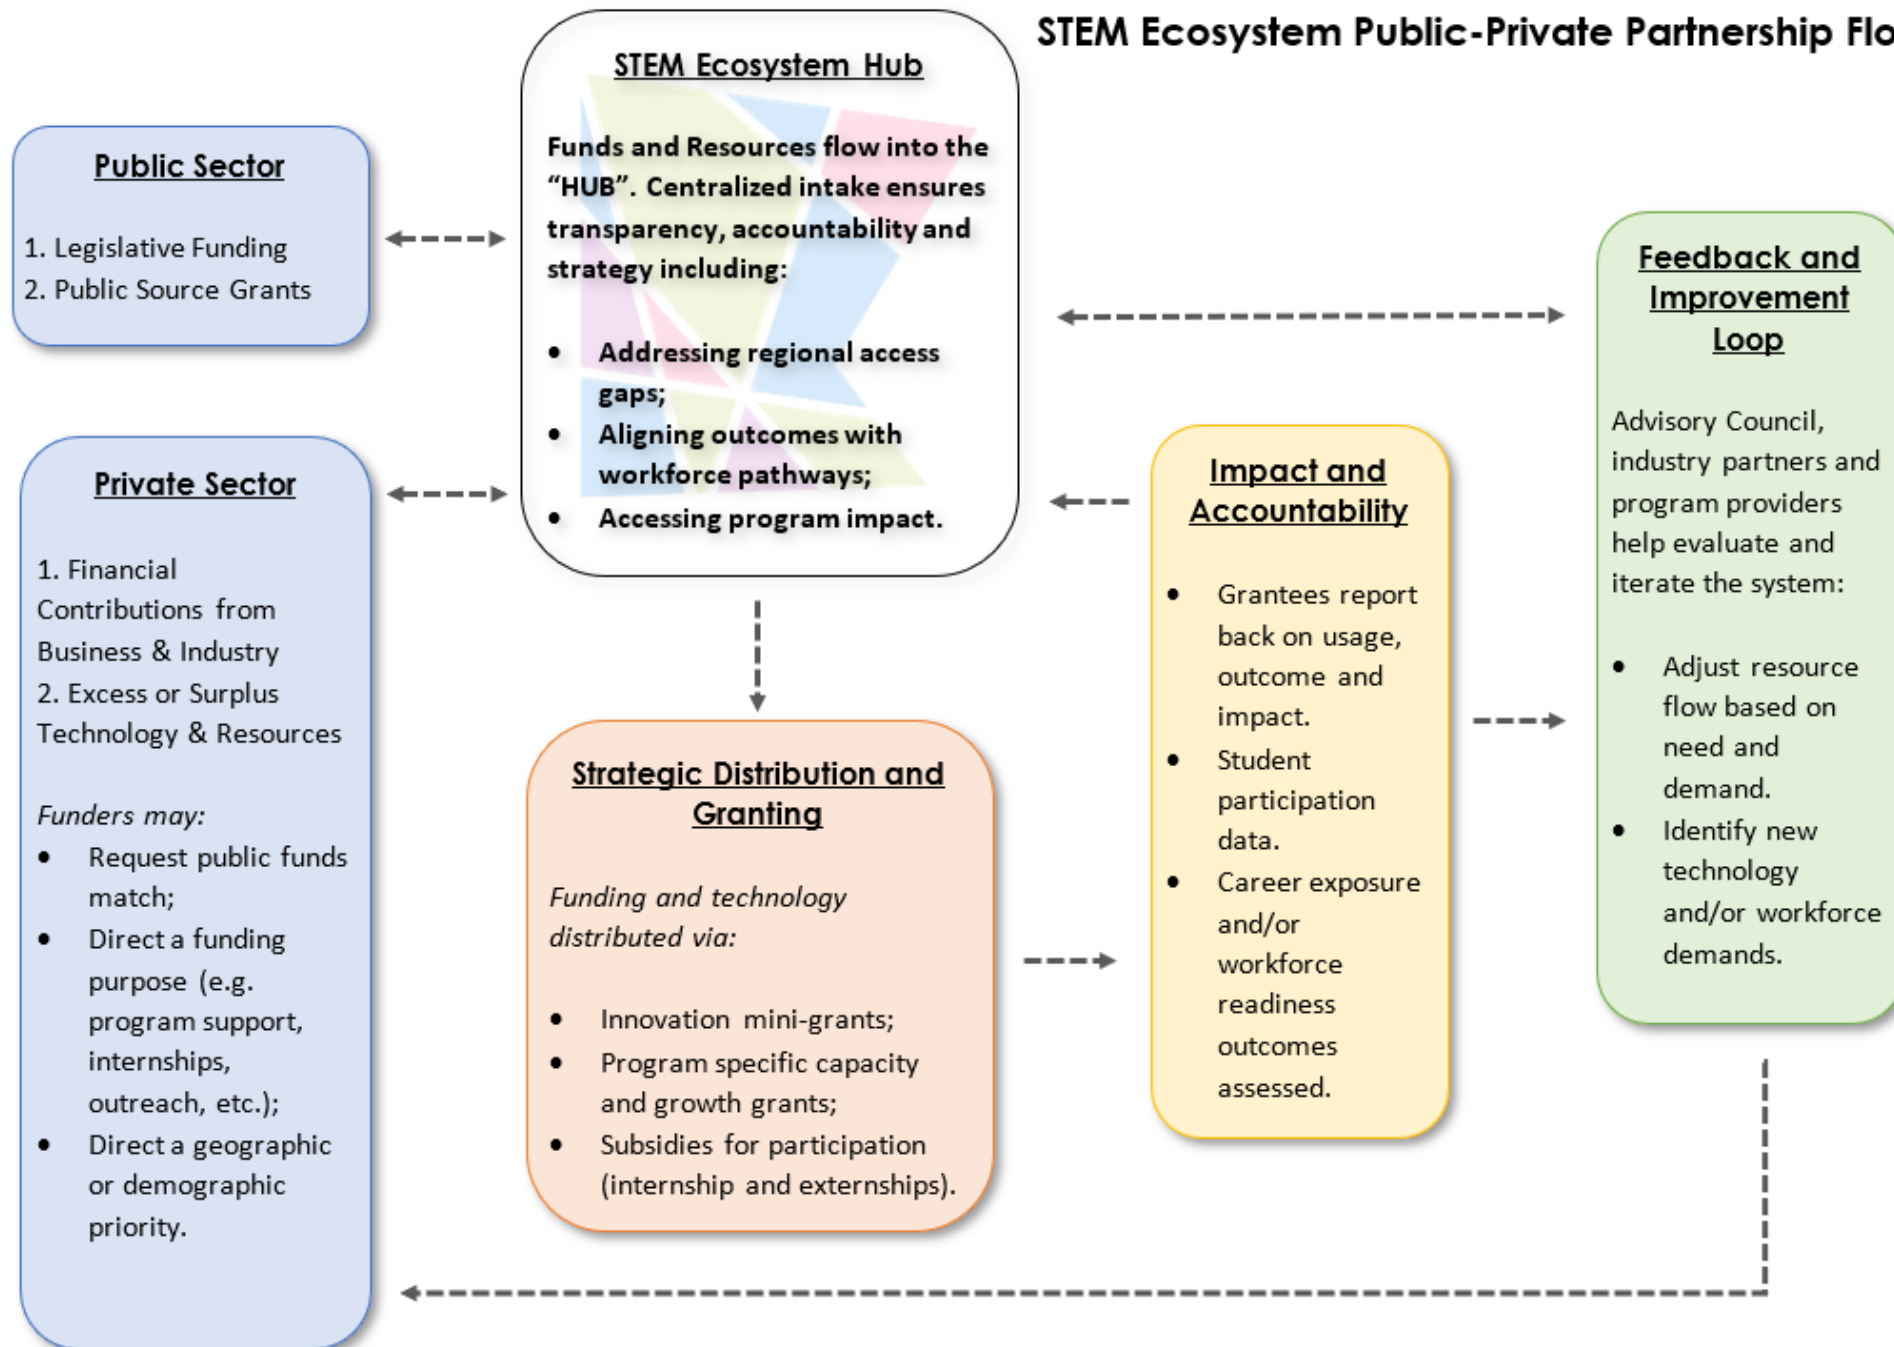 STEM Ecosystem Public-Private Partnership Flo
STEM Ecosystem Hub
Funds and Resources flow into the
“HUB”. Centralized intake ensures
transparency, accountability and
strategy including:
• Addressing regional access
gaps;
• Aligning outcomes with
workforce pathways;
• Accessing program impact.
Public Sector
1. Legislative Funding
2. Public Source Grants
Private Sector
1. Financial
Contributions from
Business & Industry
2. Excess or Surplus
Technology & Resources
Funders may:
• Request public funds
match;
• Direct a funding
purpose (e.g.
program support,
internships,
outreach, etc.);
• Direct a geographic
or demographic
priority.
Strategic Distribution and
Granting
Funding and technology
distributed via:
• Innovation mini-grants;
• Program specific capacity
and growth grants;
• Subsidies for participation
(internship and externships).
Impact and
Accountability
• Grantees report
back on usage,
outcome and
impact.
• Student
participation
data.
• Career exposure
and/or
workforce
readiness
outcomes
assessed.
Feedback and
Improvement
Loop
Advisory Council,
industry partners and
program providers
help evaluate and
iterate the system:
• Adjust resource
flow based on
need and
demand.
• Identify new
technology
and/or workforce
demands.